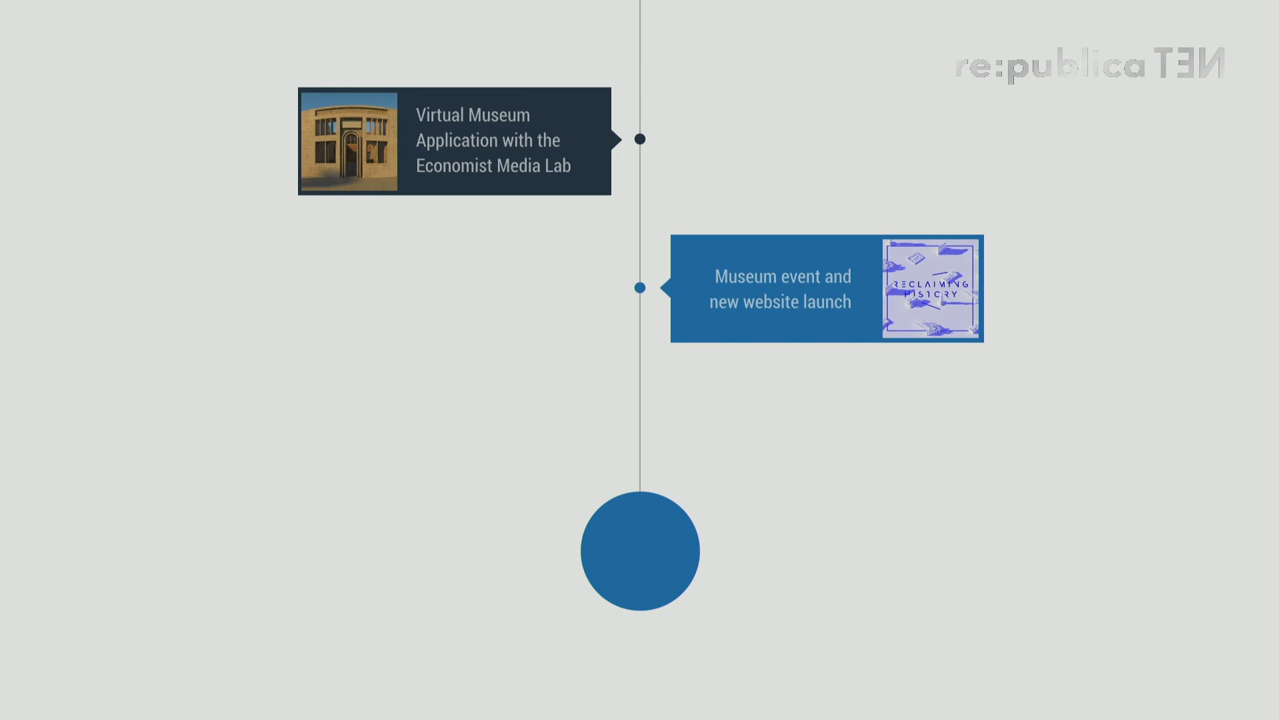 re:publica TEN
Virtual Museum
Application with the
Economist Media Lab
Museum event and
new website launch
RECLAIMING
HISTORY